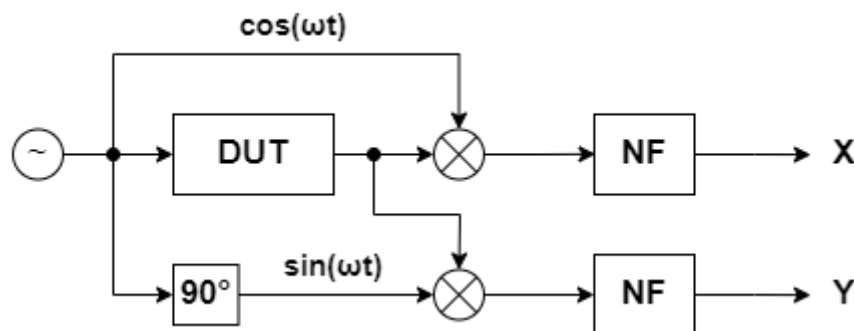 cos(ωt)
~
DUT
NF
X
90°
sin(ωt)
NF
Y